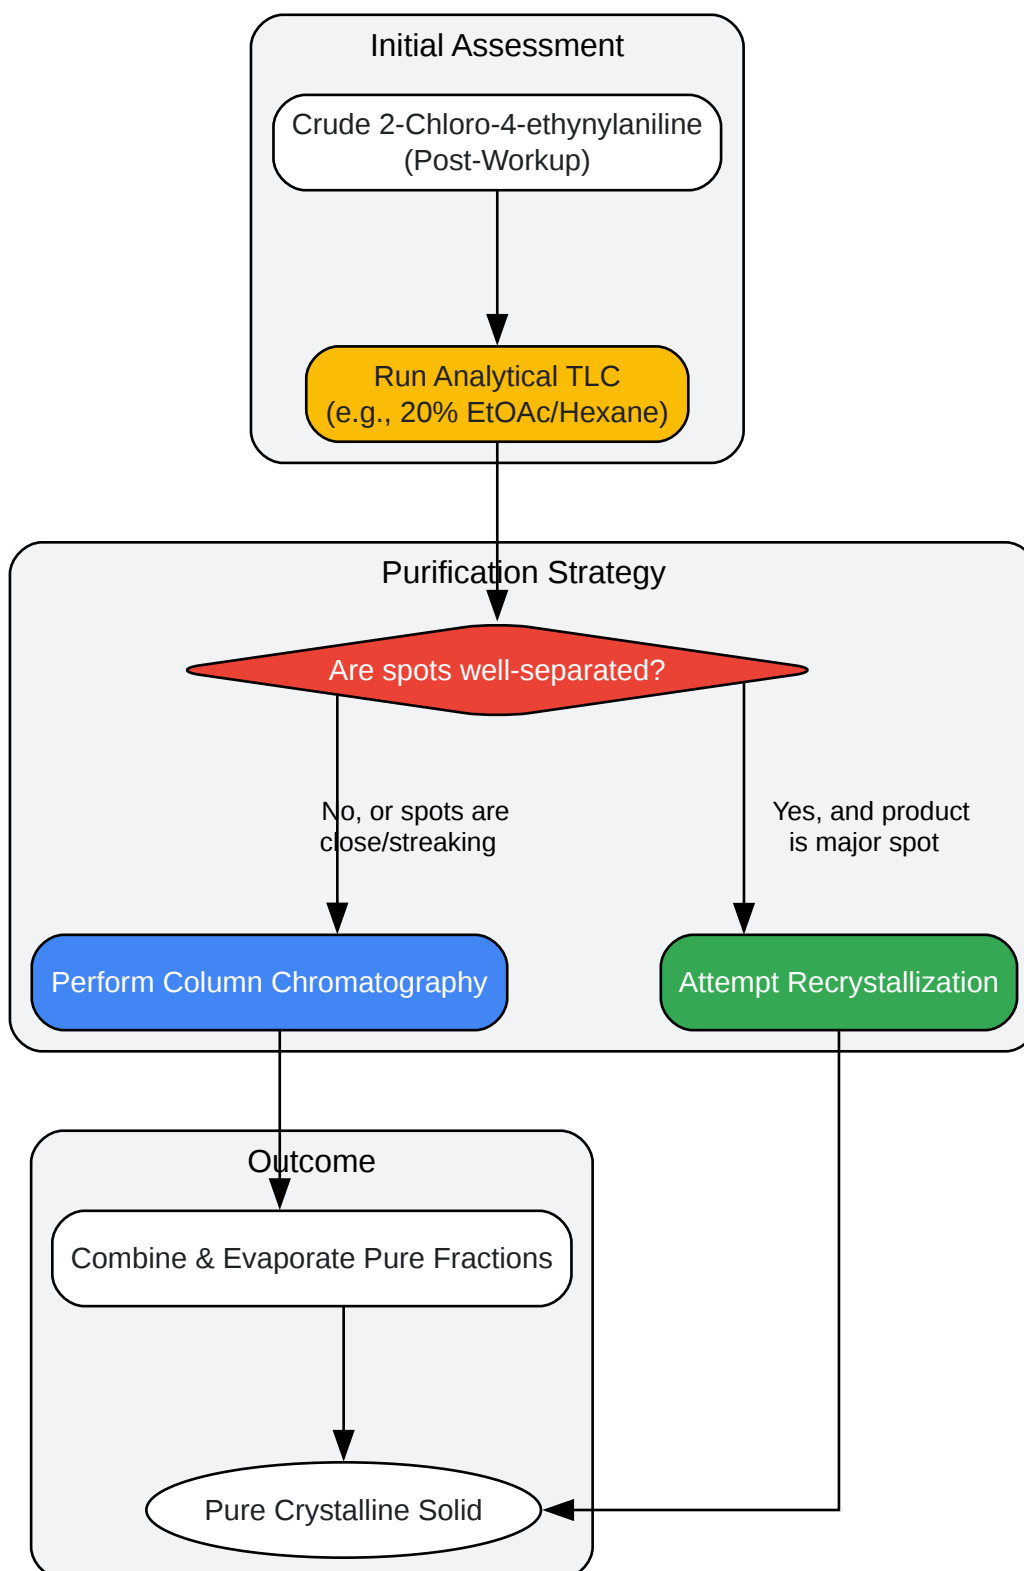 Initial Assessment
Crude 2-Chloro-4-ethynylaniline
(Post-Workup)
Run Analytical TLC
(e.g., 20% EtOAc/Hexane)
Purification Strategy
Are spots well-separated?
No, or spots are
close/streaking
Yes, and product
is major spot
Perform Column Chromatography
Attempt Recrystallization
Outcome
Combine & Evaporate Pure Fractions
Pure Crystalline Solid